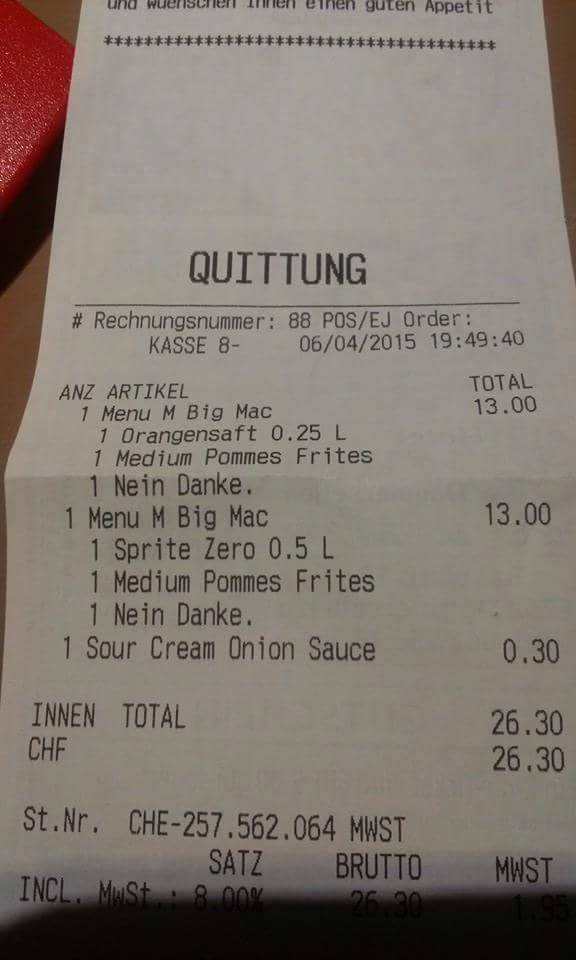 und wuenschen Ihnen einen guten Appetit
****************************************
QUITTUNG
# Rechnungsnummer: 88 POS/EJ Order:
KASSE 8- 06/04/2015 19:49:40
ANZ ARTIKEL TOTAL
1 Menu M Big Mac 13.00
1 Orangensaft 0.25 L
1 Medium Pommes Frites
1 Nein Danke.
1 Menu M Big Mac 13.00
1 Sprite Zero 0.5 L
1 Medium Pommes Frites
1 Nein Danke.
1 Sour Cream Onion Sauce 0.30
INNEN TOTAL 26.30
CHF 26.30
St.Nr. CHE-257.562.064 MWST
SATZ BRUTTO MWST
INCL. MwSt.: 8.00% 26.30 1.95